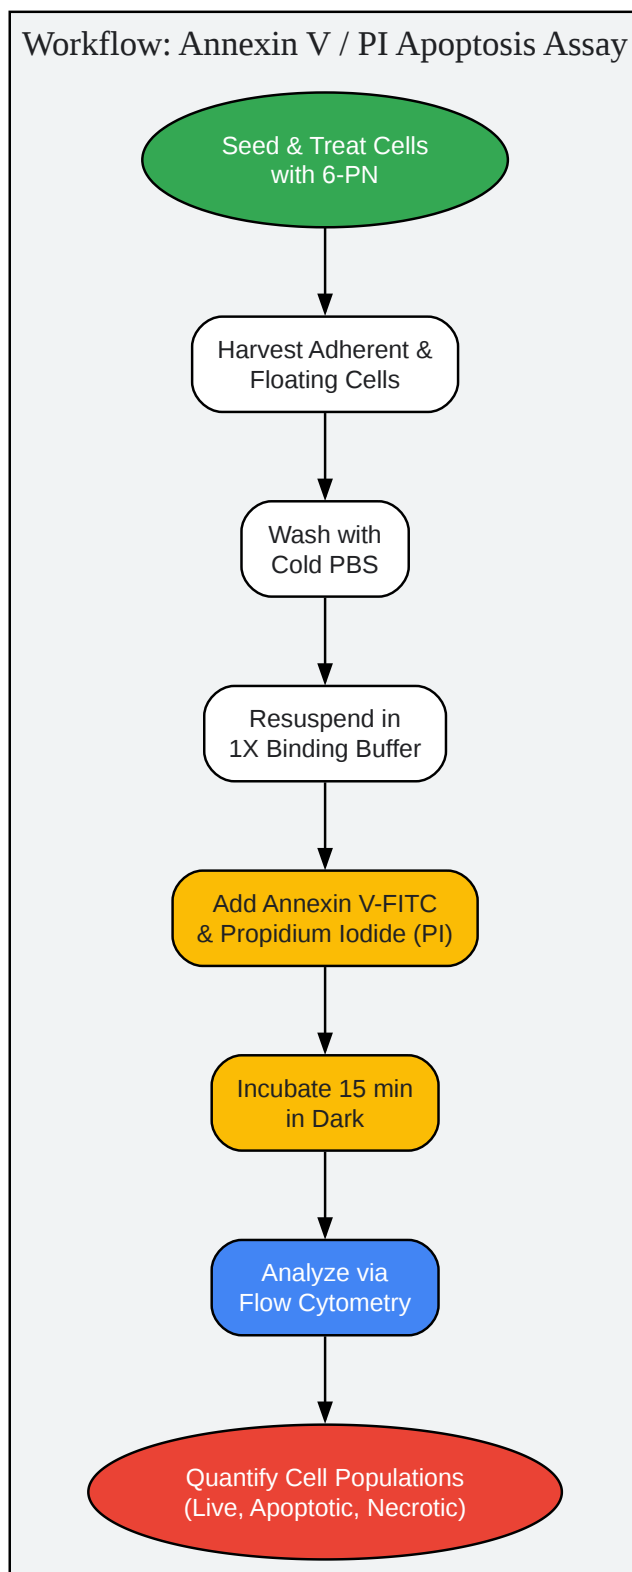 Workflow: Annexin V / PI Apoptosis Assay
Seed & Treat Cells
with 6-PN
Harvest Adherent &
Floating Cells
Wash with
Cold PBS
Resuspend in
1X Binding Buffer
Add Annexin V-FITC
& Propidium Iodide (PI)
Incubate 15 min
in Dark
Analyze via
Flow Cytometry
Quantify Cell Populations
(Live, Apoptotic, Necrotic)